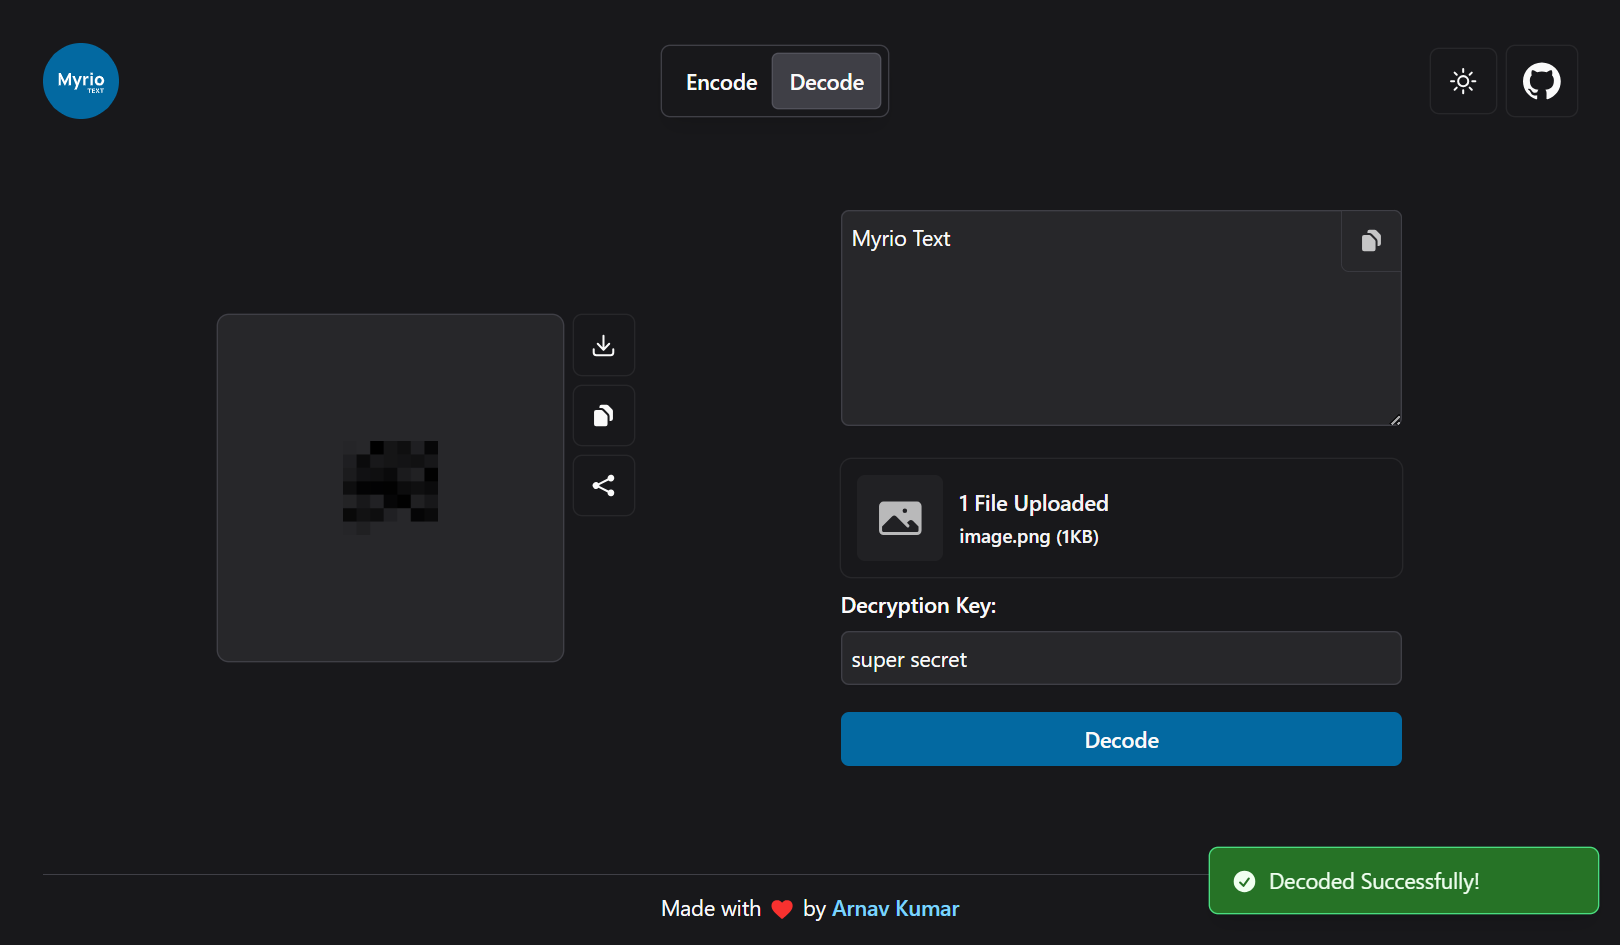 Myrio
TEXT
Encode
Decode
Myrio Text
1 File Uploaded
image.png (1KB)
Decryption Key:
super secret
Decode
Decoded Successfully!
Made with ❤ by Arnav Kumar